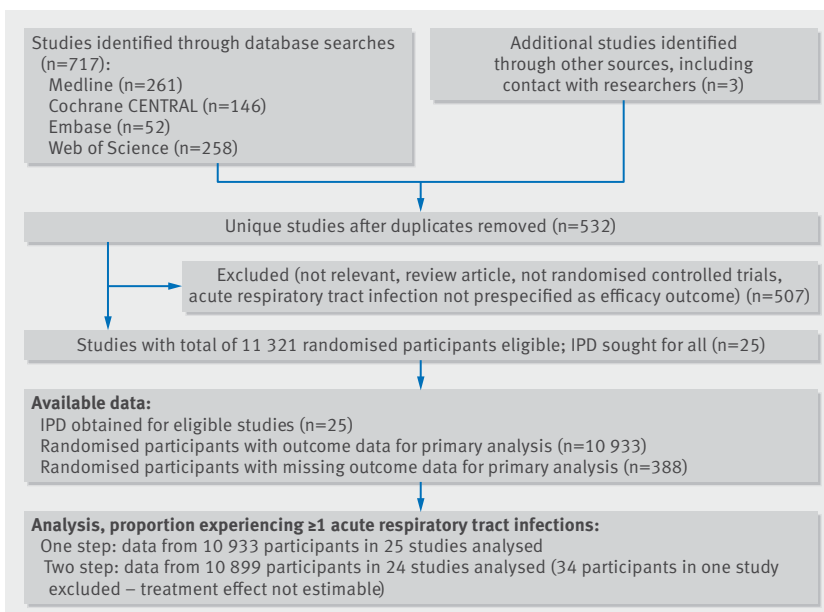 Studies identified through database searches
(n=717):
Medline (n=261)
Cochrane CENTRAL (n=146)
Embase (n=52)
Web of Science (n=258)
Additional studies identified
through other sources, including
contact with researchers (n=3)
Unique studies after duplicates removed (n=532)
Excluded (not relevant, review article, not randomised controlled trials,
acute respiratory tract infection not prespecified as efficacy outcome) (n=507)
Studies with total of 11 321 randomised participants eligible; IPD sought for all (n=25)
Available data:
IPD obtained for eligible studies (n=25)
Randomised participants with outcome data for primary analysis (n=10 933)
Randomised participants with missing outcome data for primary analysis (n=388)
Analysis, proportion experiencing ≥1 acute respiratory tract infections:
One step: data from 10 933 participants in 25 studies analysed
Two step: data from 10 899 participants in 24 studies analysed (34 participants in one study
excluded – treatment effect not estimable)